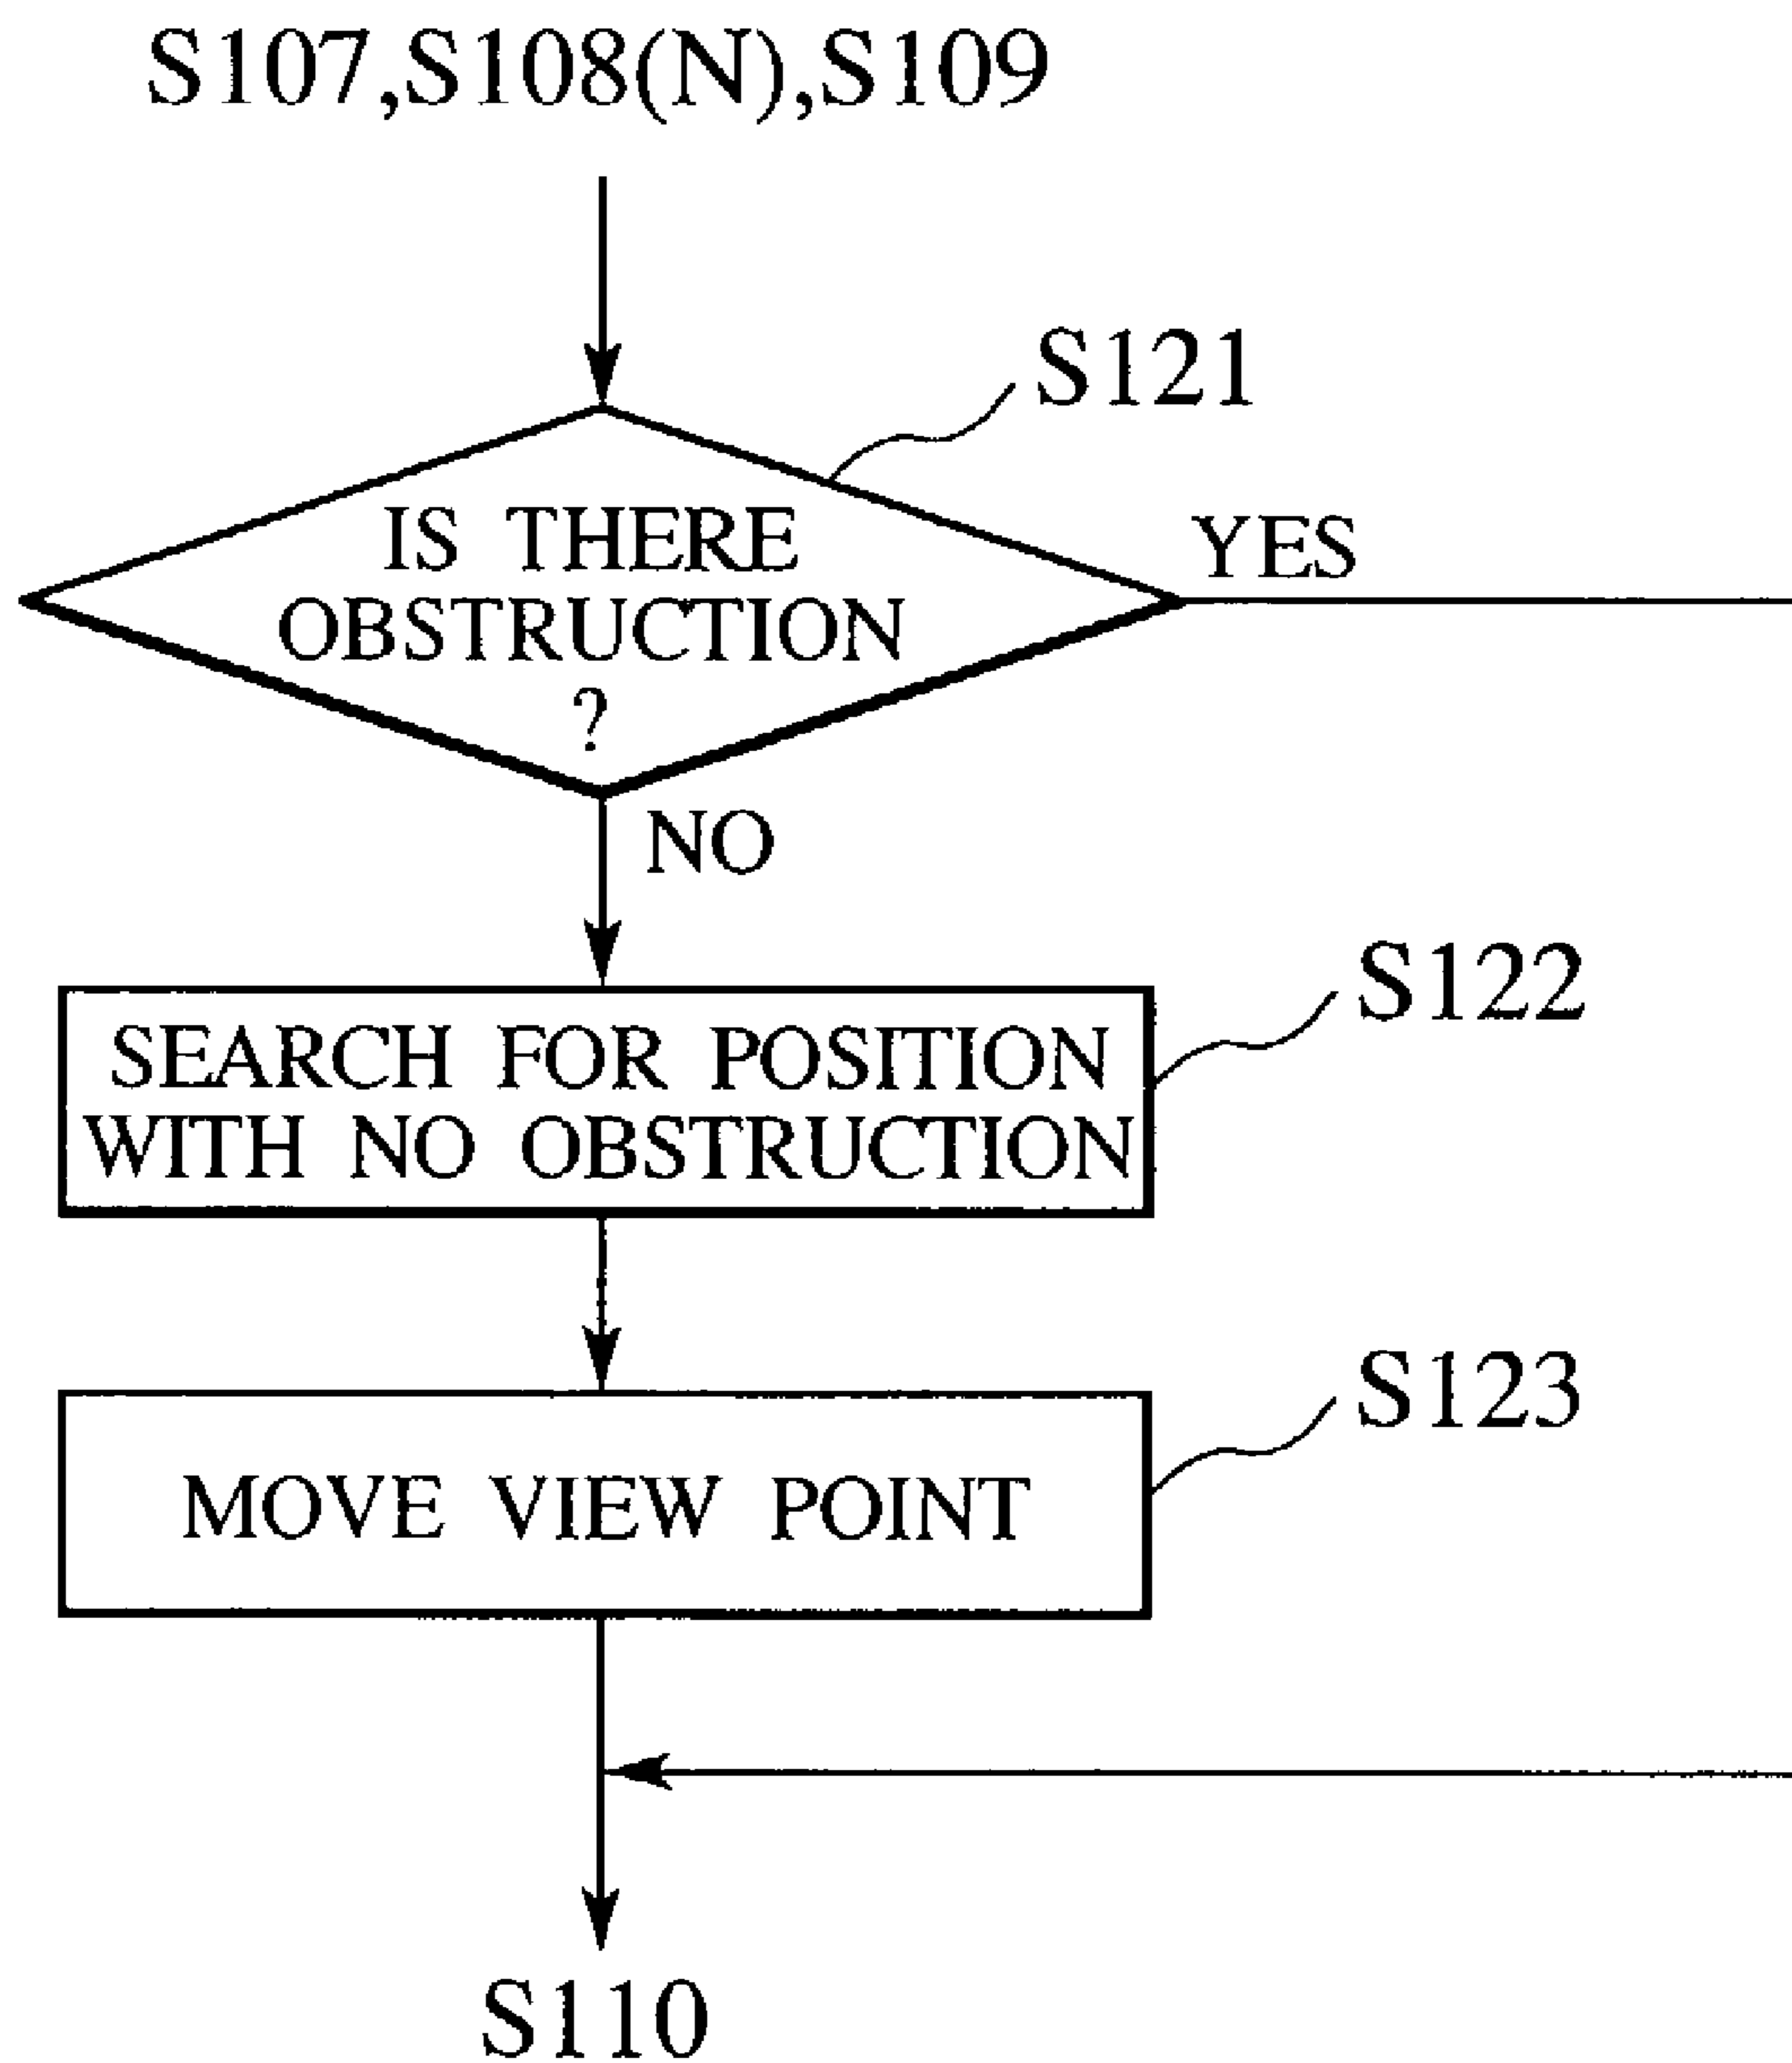 S107,S108(N),S109
S121
IS THERE
OBSTRUCTION
?
YES
NO
S122
SEARCH FOR POSITION
WITH NO OBSTRUCTION
S123
MOVE VIEW POINT
S110